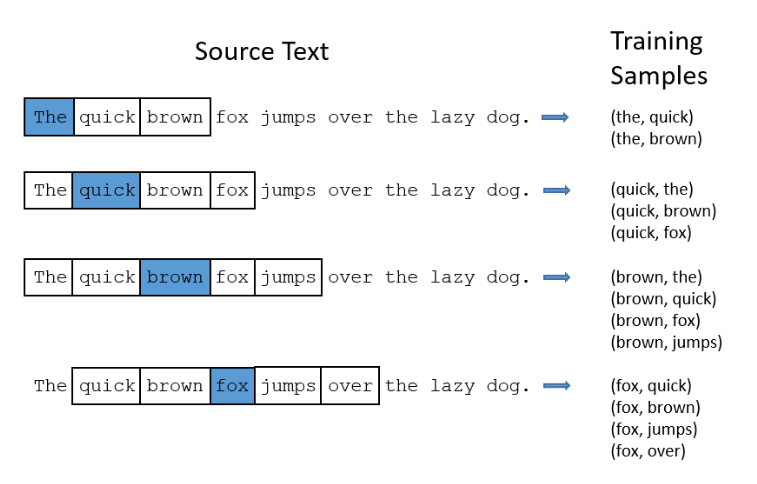 Source Text
Training
Samples
The quick brown fox jumps over the lazy dog.
(the, quick)
(the, brown)
The quick brown fox jumps over the lazy dog.
(quick, the)
(quick, brown)
(quick, fox)
The quick brown fox jumps over the lazy dog.
(brown, the)
(brown, quick)
(brown, fox)
(brown, jumps)
The quick brown fox jumps over the lazy dog.
(fox, quick)
(fox, brown)
(fox, jumps)
(fox, over)